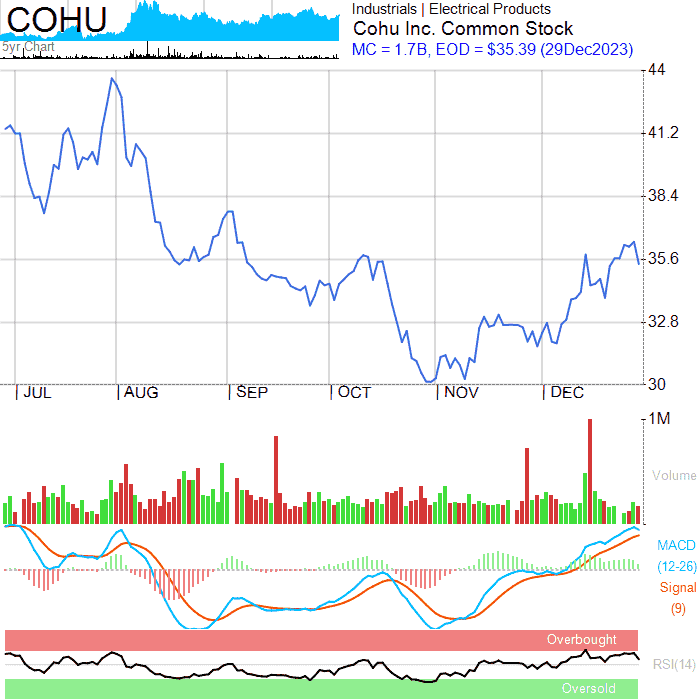 COHU
5yr Chart
Industrials | Electrical Products
Cohu Inc. Common Stock
MC = 1.7B, EOD = $35.39 (29Dec2023)
44
41.2
38.4
35.6
32.8
30
JUL AUG SEP OCT NOV DEC
1M
Volume
MACD
(12-26)
Signal
(9)
Overbought
RSI(14)
Oversold